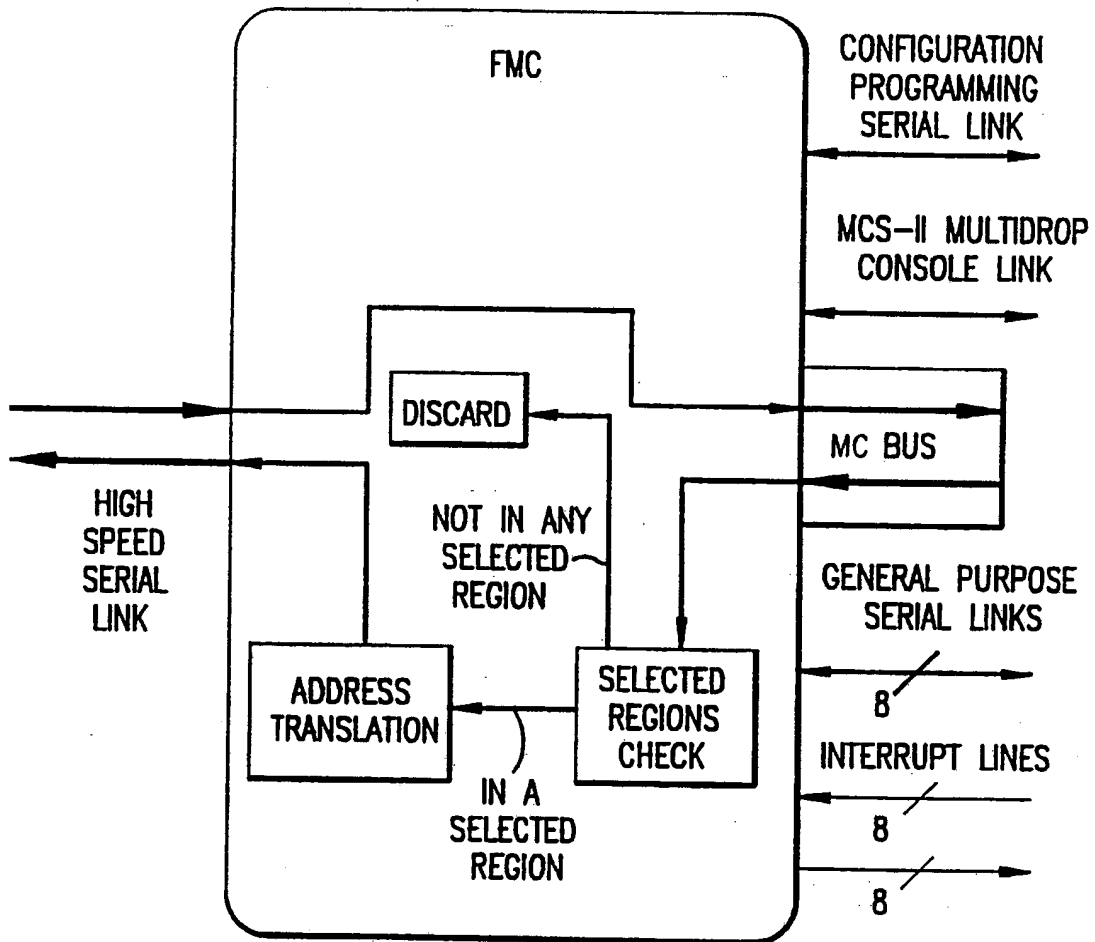 FMC
CONFIGURATION
PROGRAMMING
SERIAL LINK
MCS-II MULTIDROP
CONSOLE LINK
DISCARD
MC BUS
HIGH
SPEED
SERIAL
LINK
NOT IN ANY
SELECTED
REGION
GENERAL PURPOSE
SERIAL LINKS
8
ADDRESS
TRANSLATION
SELECTED
REGIONS
CHECK
IN A
SELECTED
REGION
INTERRUPT LINES
8
8